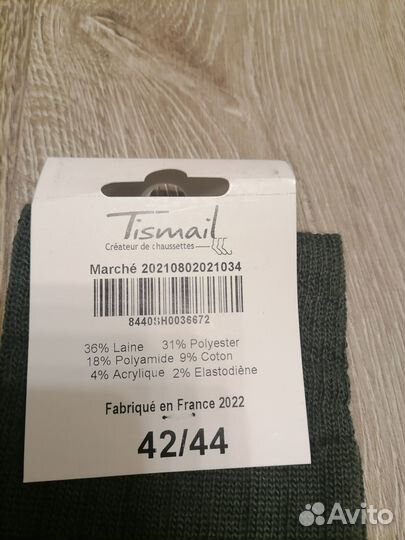 Tismail
Créateur de chaussettes
Marché 20210802021034
8440SH0036672
36% Laine 31% Polyester
18% Polyamide 9% Coton
4% Acrylique 2% Elastodiène
Fabriqué en France 2022
42/44
Avito